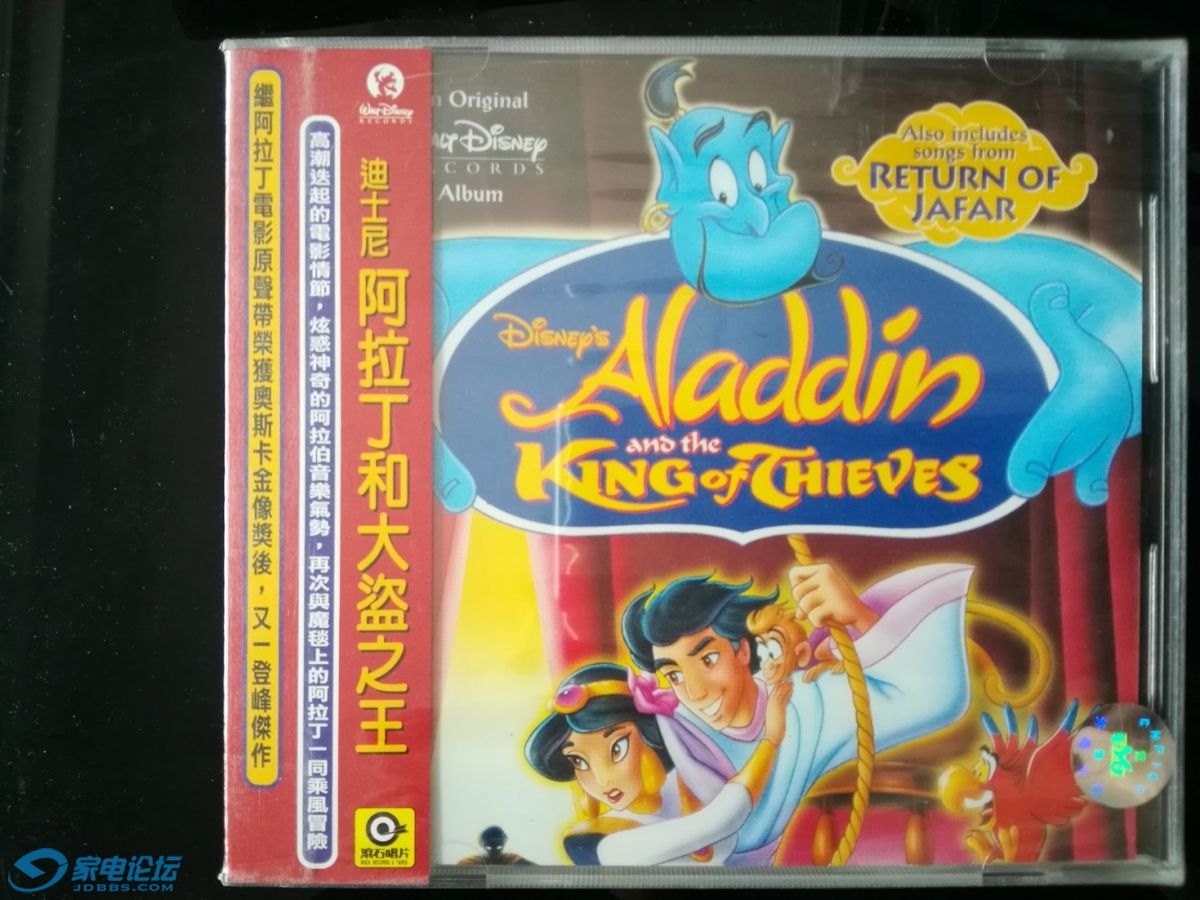 繼阿拉丁電影原聲帶榮獲奧斯卡金像獎後，又一登峰傑作
高潮迭起的電影情節，炫惑神奇的阿拉伯音樂氣勢，再次與魔毯上的阿拉丁一同乘風冒險
WALT DISNEY
RECORDS
迪士尼 阿拉丁和大盜之王
滾石唱片
ROCK RECORDS & TAPES
Original
DISNEY
Album
Also includes
songs from
RETURN OF
JAFAR
DISNEY'S
Aladdin
and the
KING OF THIEVES
家电论坛
JDBBS.COM